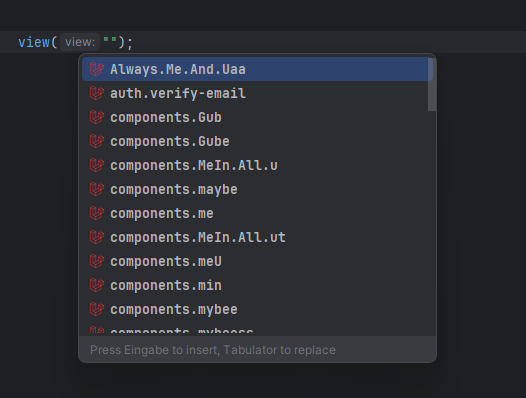 view( view: "");
Always.Me.And.Uaa
auth.verify-email
components.Gub
components.Gube
components.MeIn.All.u
components.maybe
components.me
components.MeIn.All.ut
components.meU
components.min
components.mybee
components.mybeess
Press Eingabe to insert, Tabulator to replace